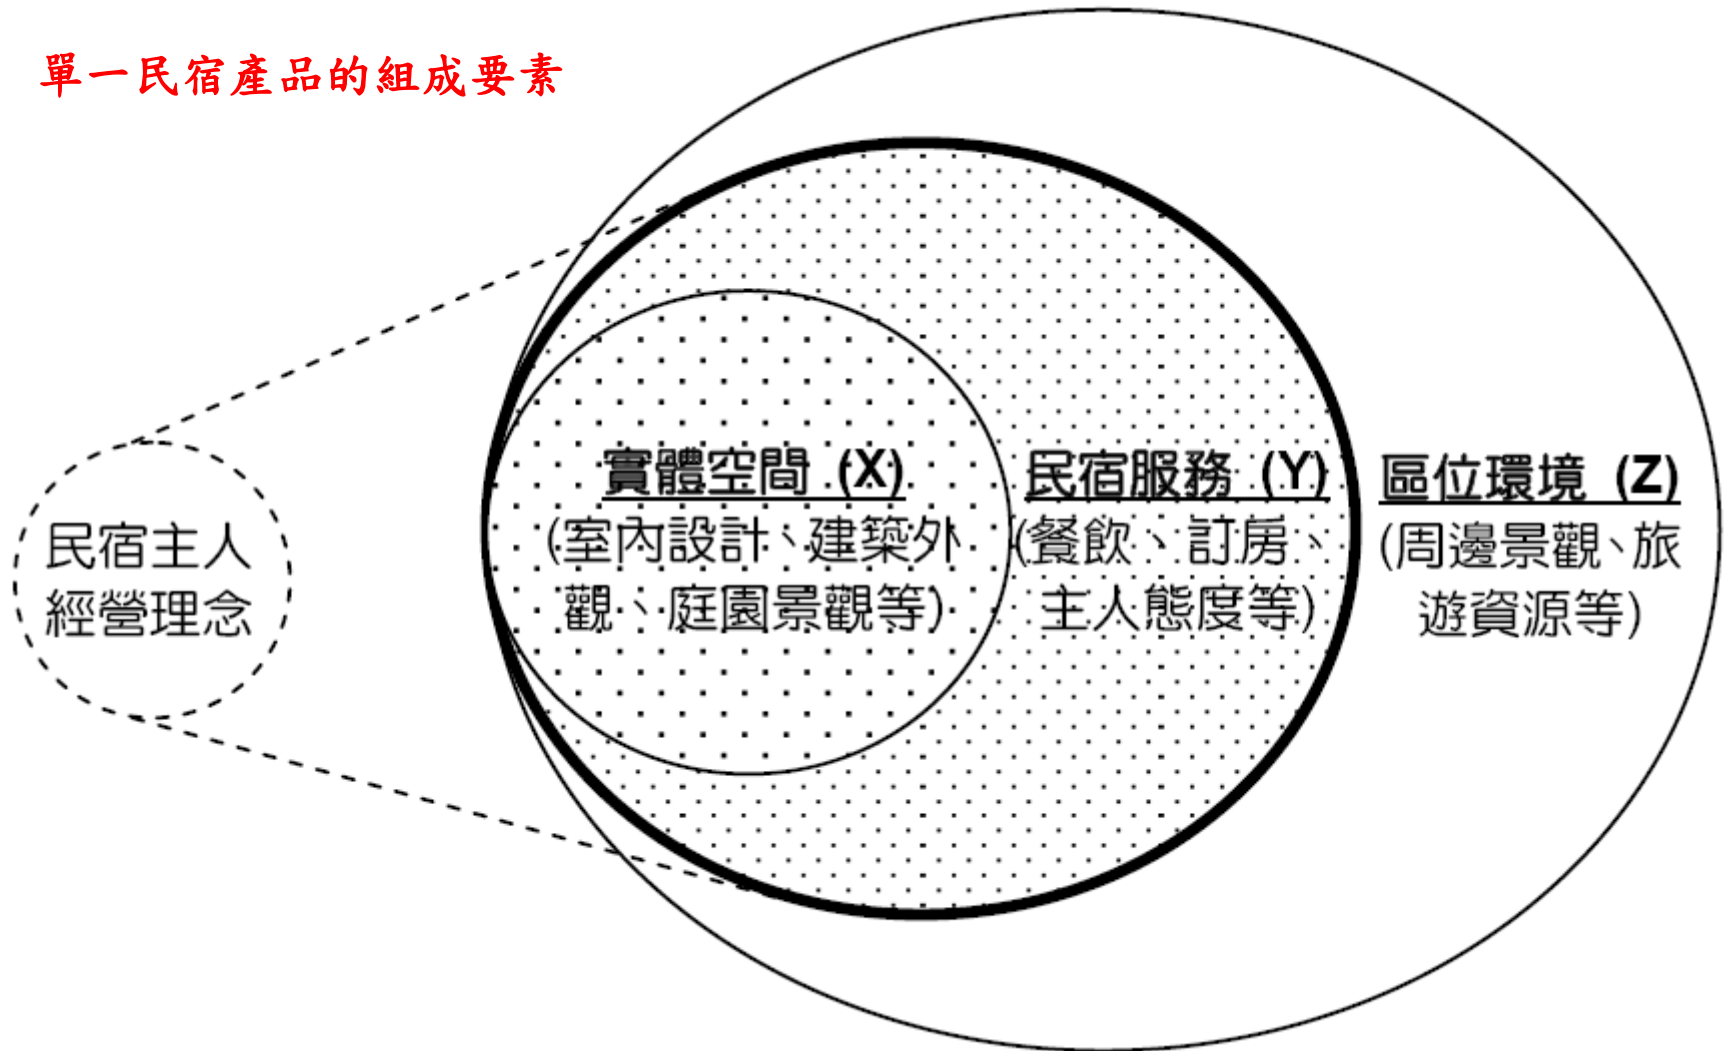 單一民宿產品的組成要素
實體空間 (X)
(室內設計、建築外
觀、庭園景觀等)
民宿服務 (Y)
(餐飲、訂房、
主人態度等)
區位環境 (Z)
(周邊景觀、旅
遊資源等)
民宿主人
經營理念